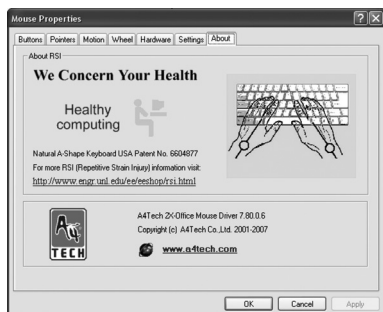 Mouse Properties
Buttons Pointers Motion Wheel Hardware Settings About
About RSI
We Concern Your Health
Healthy
computing
Natural A-Shape Keyboard USA Patent No. 6604877
For more RSI (Repetitive Strain Injury) information visit:
http://www.engr.unl.edu/ee/eeshop/rsi.html
A4Tech 2X-Office Mouse Driver 7.80.0.6
Copyright (c) A4Tech Co.,Ltd. 2001-2007
www.a4tech.com
A4
TECH
OK Cancel Apply